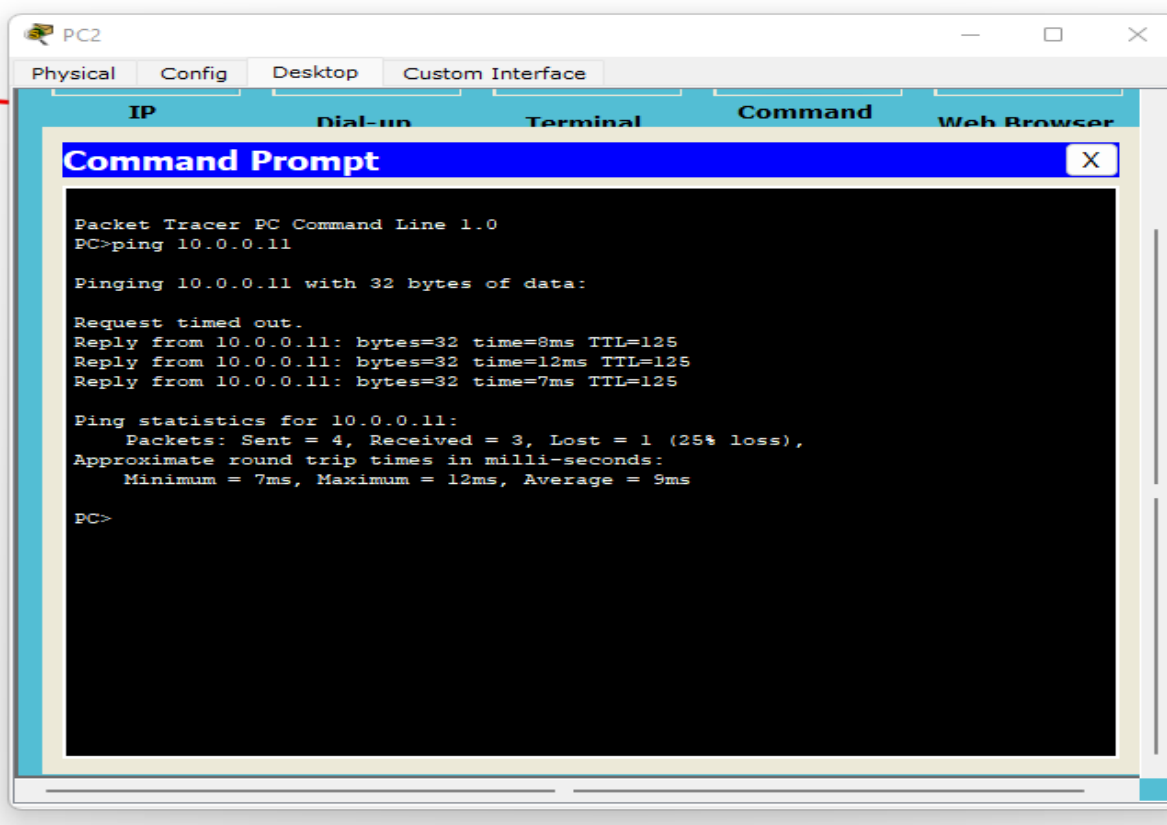 PC2
Physical Config Desktop Custom Interface
IP Dial-up Terminal Command Web Browser
Command Prompt X
Packet Tracer PC Command Line 1.0
PC>ping 10.0.0.11
Pinging 10.0.0.11 with 32 bytes of data:
Request timed out.
Reply from 10.0.0.11: bytes=32 time=8ms TTL=125
Reply from 10.0.0.11: bytes=32 time=12ms TTL=125
Reply from 10.0.0.11: bytes=32 time=7ms TTL=125
Ping statistics for 10.0.0.11:
Packets: Sent = 4, Received = 3, Lost = 1 (25% loss),
Approximate round trip times in milli-seconds:
Minimum = 7ms, Maximum = 12ms, Average = 9ms
PC>